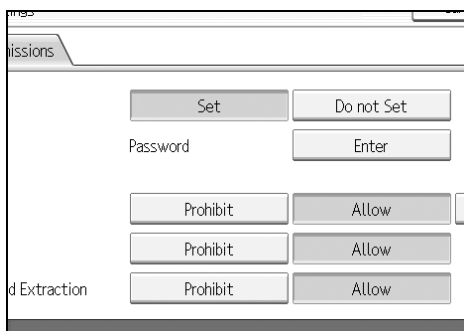 issions
Set Do not Set
Password Enter
Prohibit Allow
Prohibit Allow
d Extraction Prohibit Allow